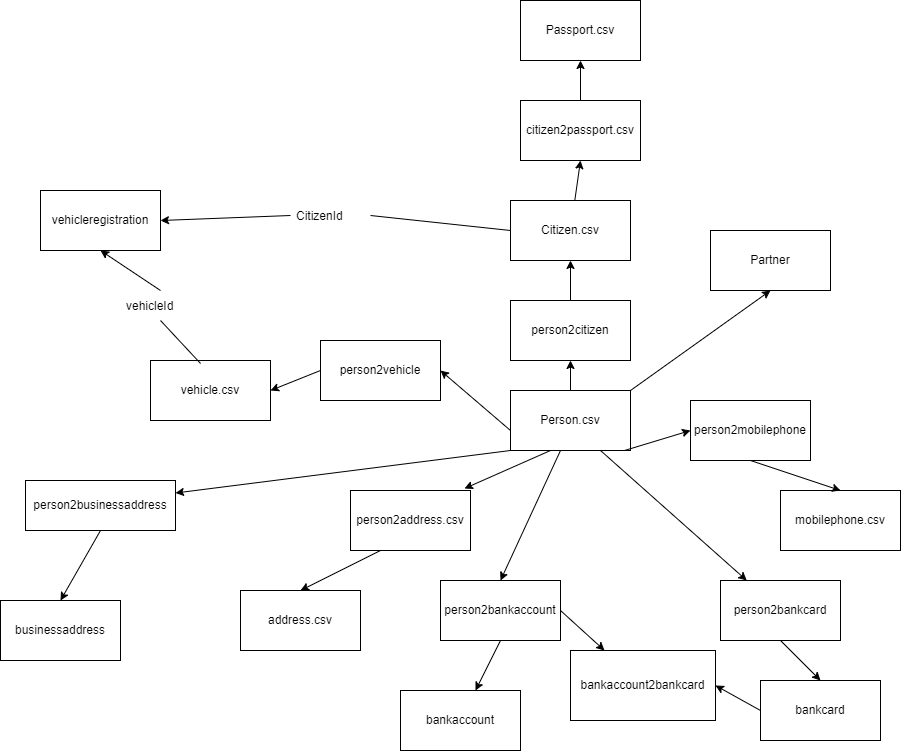 Passport.csv
citizen2passport.csv
vehicleregistration
CitizenId
Citizen.csv
Partner
vehicleId
person2citizen
person2vehicle
vehicle.csv
Person.csv
person2mobilephone
person2businessaddress
person2address.csv
mobilephone.csv
businessaddress
address.csv
person2bankaccount
person2bankcard
bankaccount2bankcard
bankaccount
bankcard